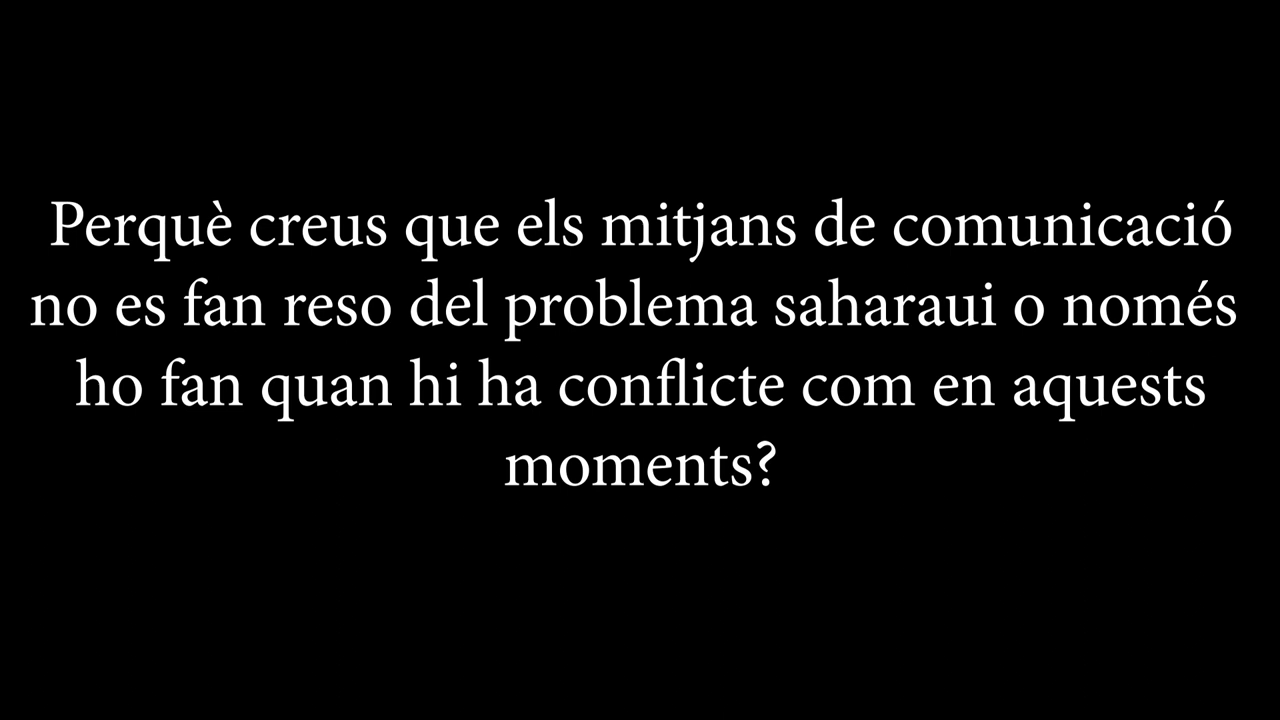 Perquè creus que els mitjans de comunicació
no es fan reso del problema saharaui o només
ho fan quan hi ha conflicte com en aquests
moments?